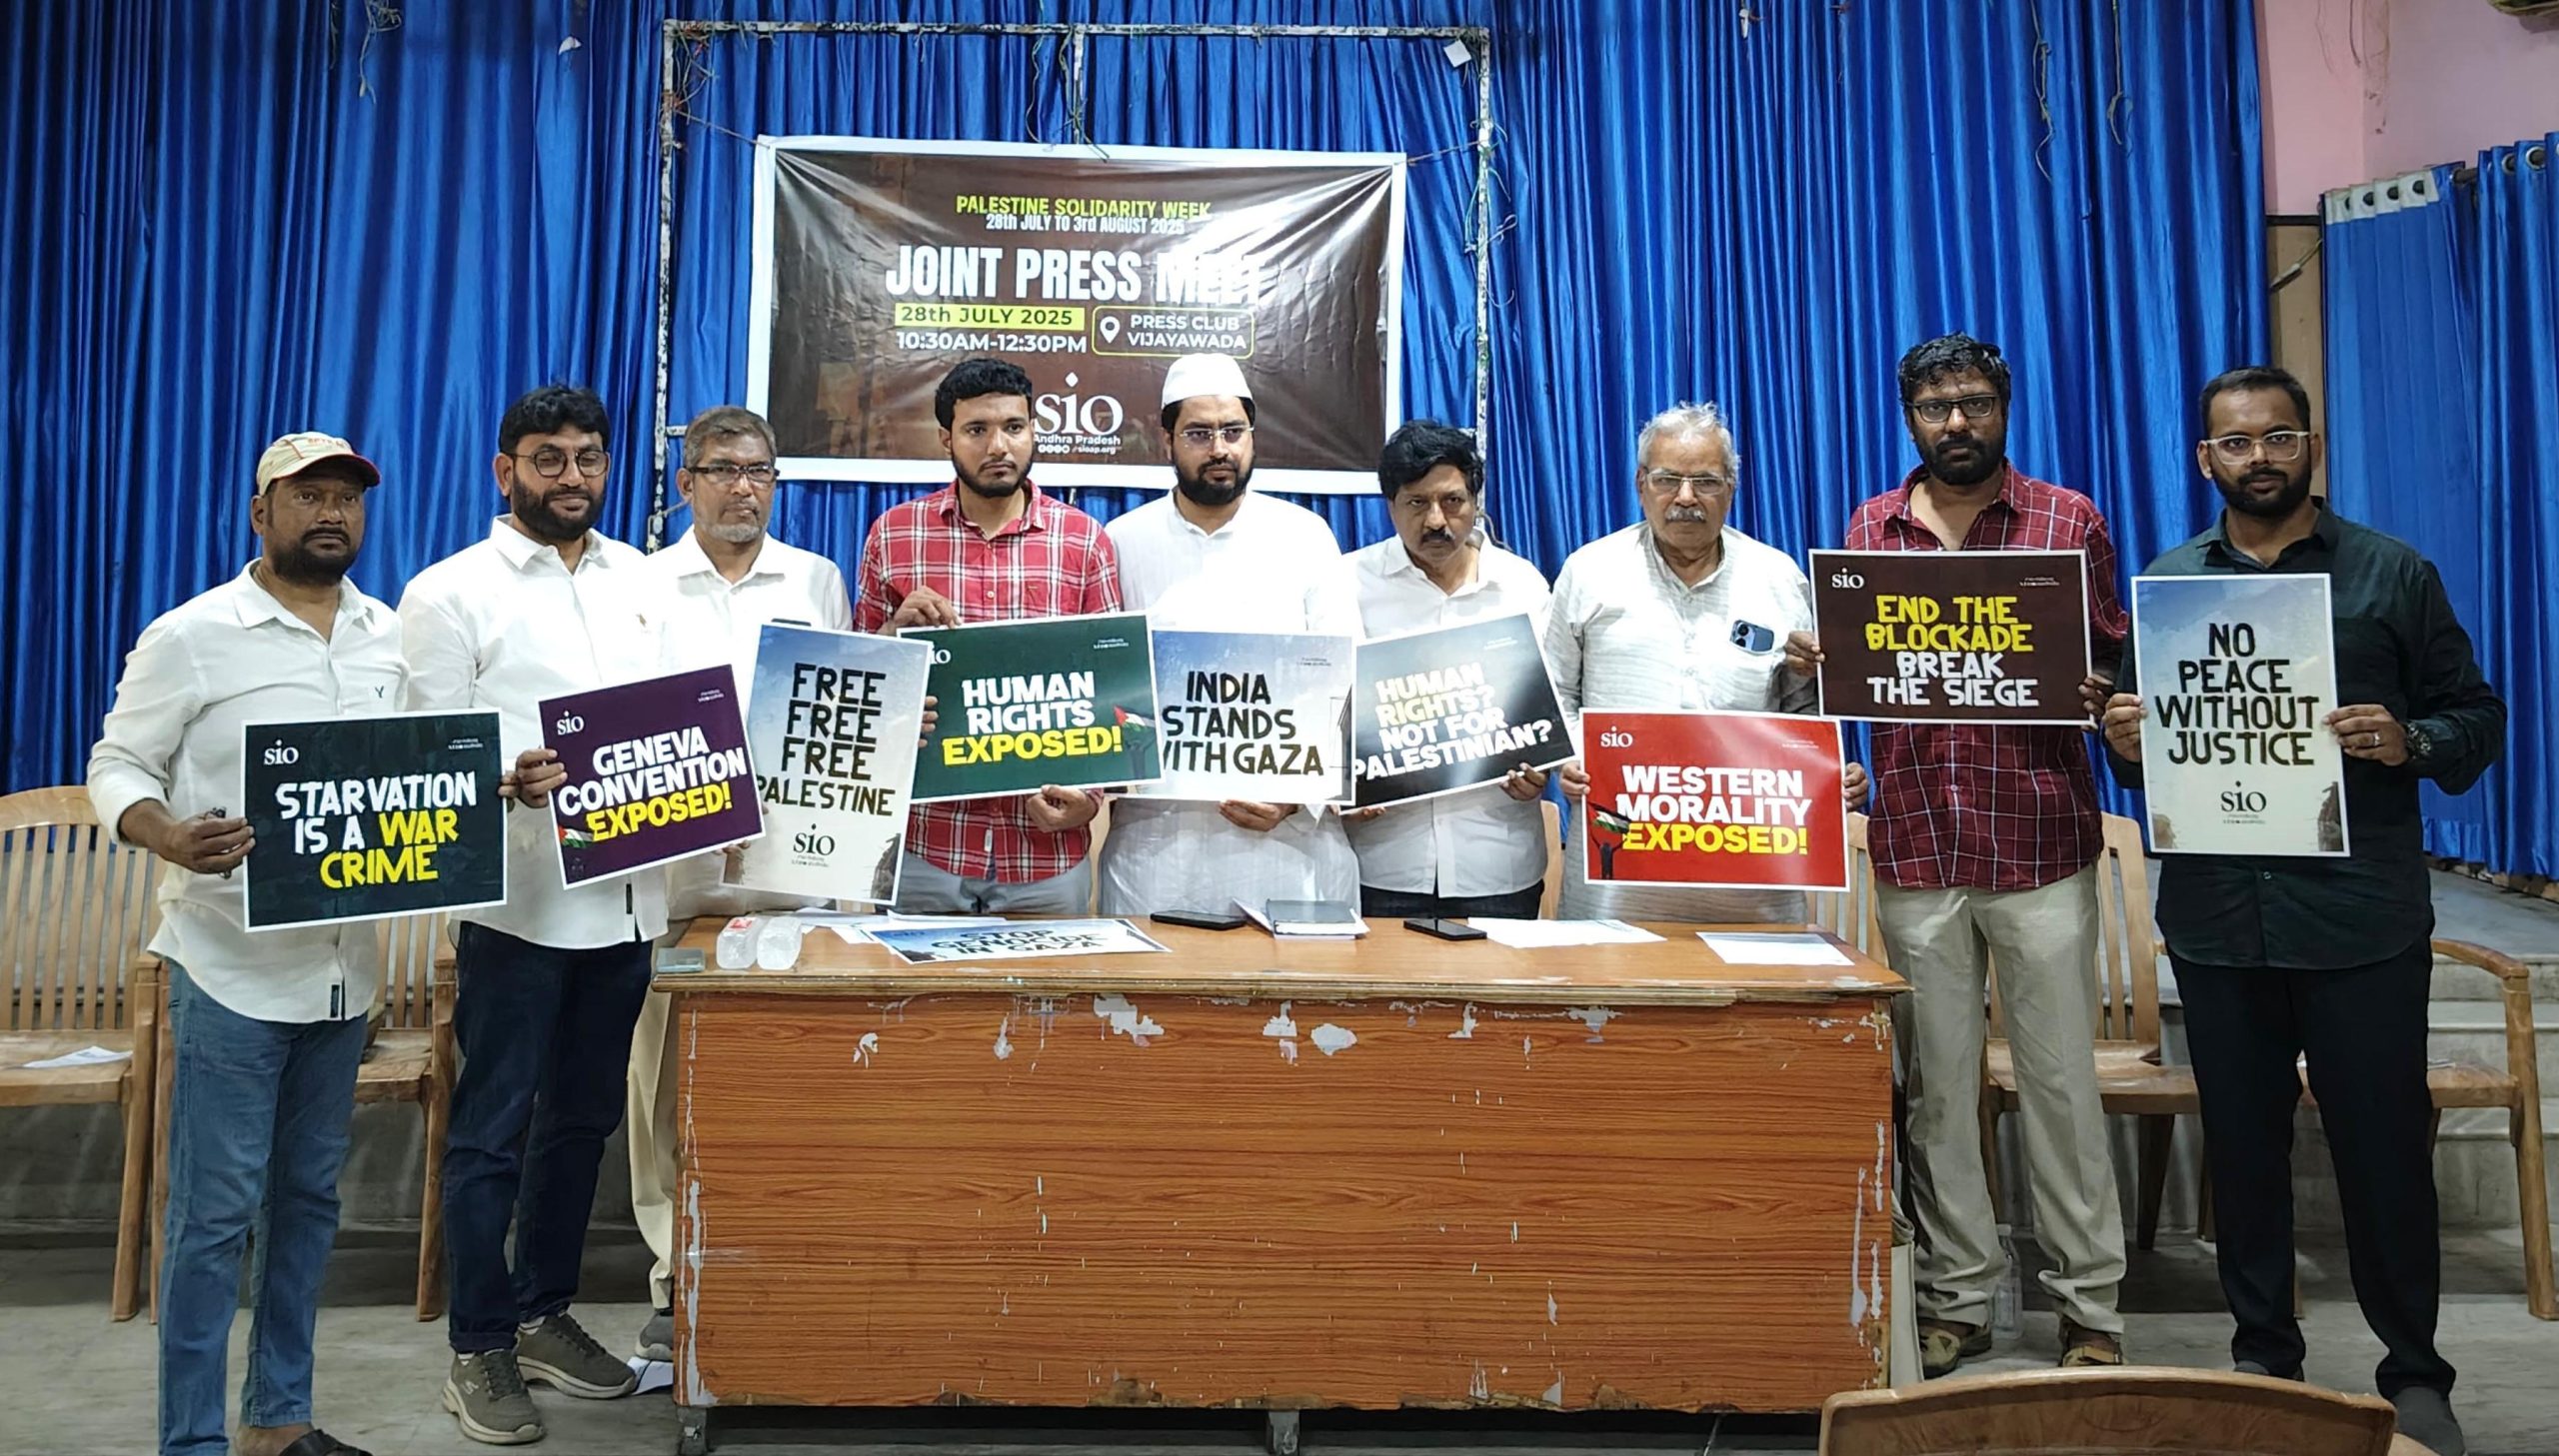 PALESTINE SOLIDARITY WEEK
28th JULY TO 3rd AUGUST 2025
JOINT PRESS MEET
28th JULY 2025
10:30AM-12:30PM
PRESS CLUB
VIJAYAWADA
sio
Andhra Pradesh
sioap.org
sio
STARVATION
IS A WAR
CRIME
sio
GENEVA
CONVENTION
EXPOSED!
FREE
FREE
FREE
PALESTINE
sio
sio
HUMAN
RIGHTS
EXPOSED!
INDIA
STANDS
WITH GAZA
HUMAN
RIGHTS?
NOT FOR
PALESTINIAN?
sio
WESTERN
MORALITY
EXPOSED!
sio
END THE
BLOCKADE
BREAK
THE SIEGE
NO
PEACE
WITHOUT
JUSTICE
sio
STOP
GENOCIDE
IN GAZA
Y